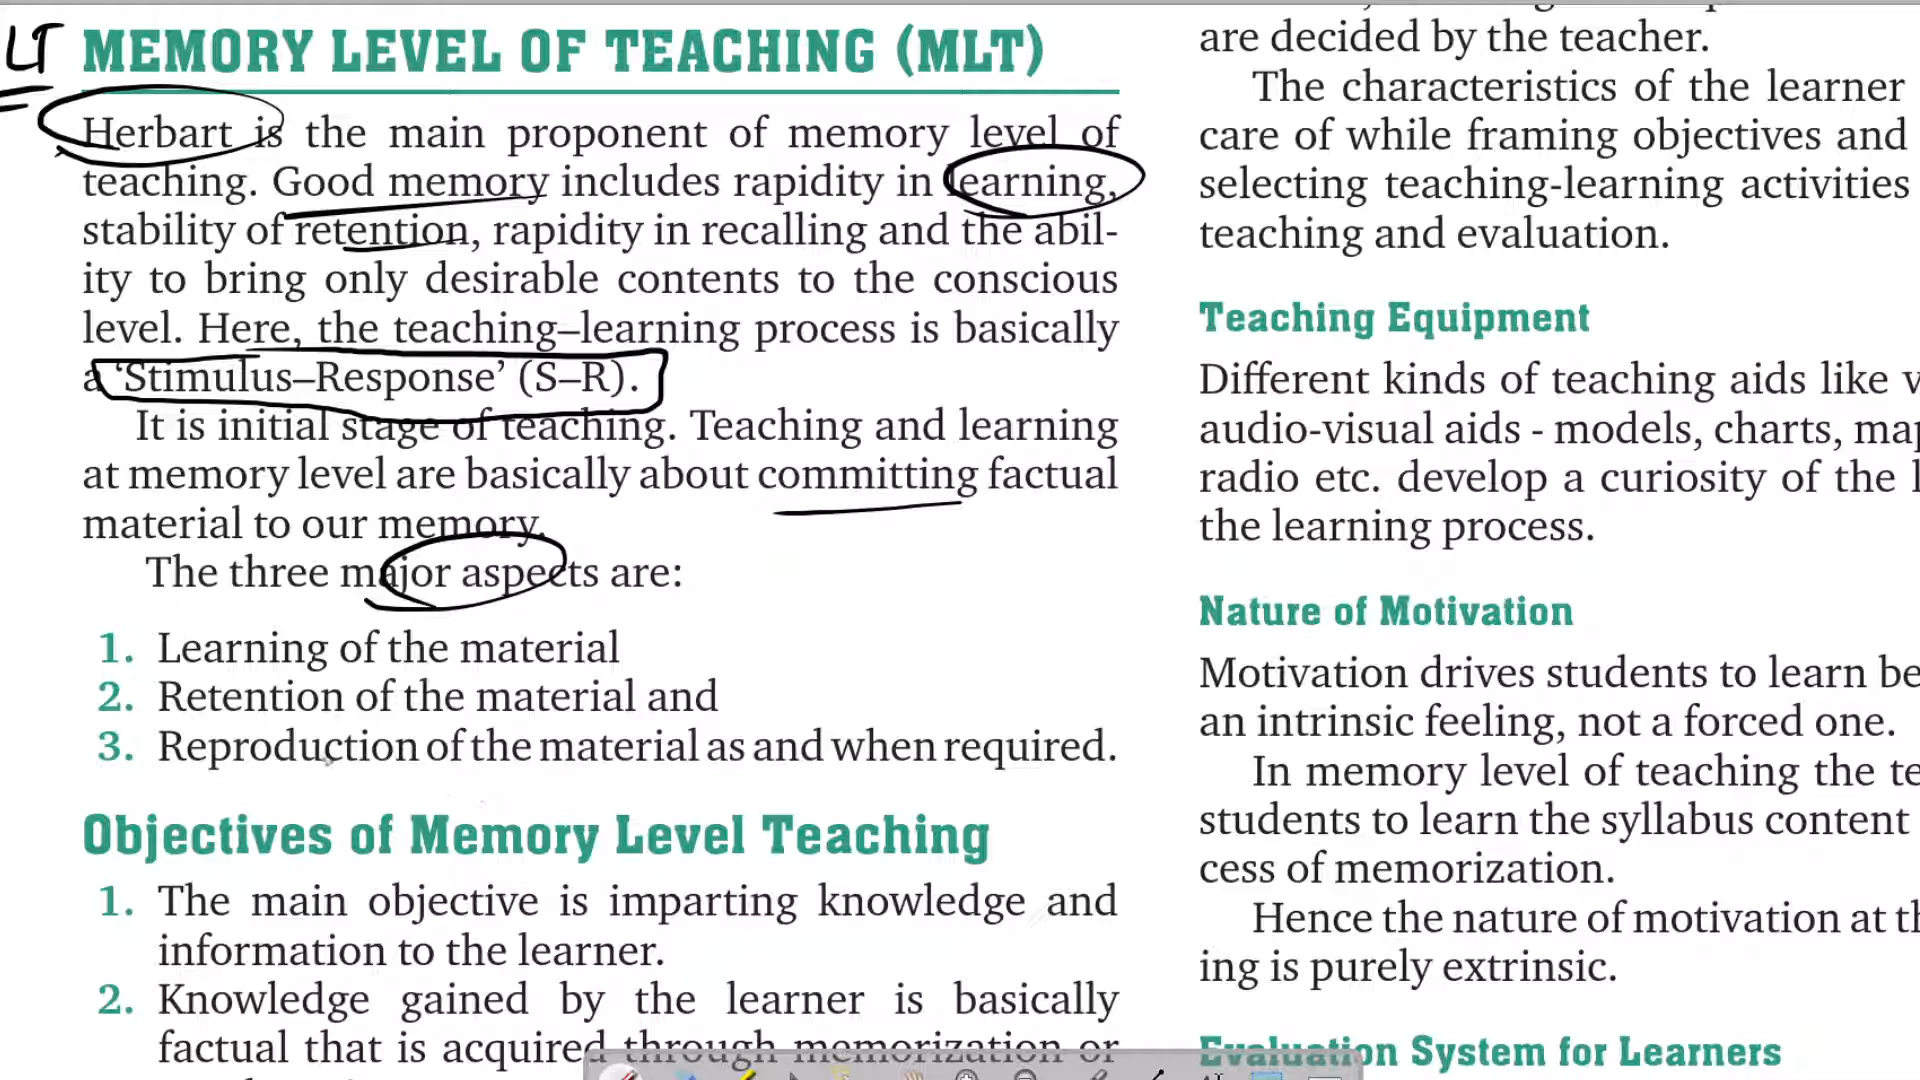 LT
MEMORY LEVEL OF TEACHING (MLT)
Herbart is the main proponent of memory level of
teaching. Good memory includes rapidity in learning,
stability of retention, rapidity in recalling and the abil-
ity to bring only desirable contents to the conscious
level. Here, the teaching–learning process is basically
a ‘Stimulus–Response’ (S–R).
It is initial stage of teaching. Teaching and learning
at memory level are basically about committing factual
material to our memory.
The three major aspects are:
1. Learning of the material
2. Retention of the material and
3. Reproduction of the material as and when required.
Objectives of Memory Level Teaching
1. The main objective is imparting knowledge and
information to the learner.
2. Knowledge gained by the learner is basically
factual that is acquired through memorization or
are decided by the teacher.
The characteristics of the learner
care of while framing objectives and
selecting teaching-learning activities
teaching and evaluation.
Teaching Equipment
Different kinds of teaching aids like
audio-visual aids - models, charts,
radio etc. develop a curiosity of the
the learning process.
Nature of Motivation
Motivation drives students to learn
an intrinsic feeling, not a forced one.
In memory level of teaching the
students to learn the syllabus content
cess of memorization.
Hence the nature of motivation at
ing is purely extrinsic.
Evaluation System for Learners